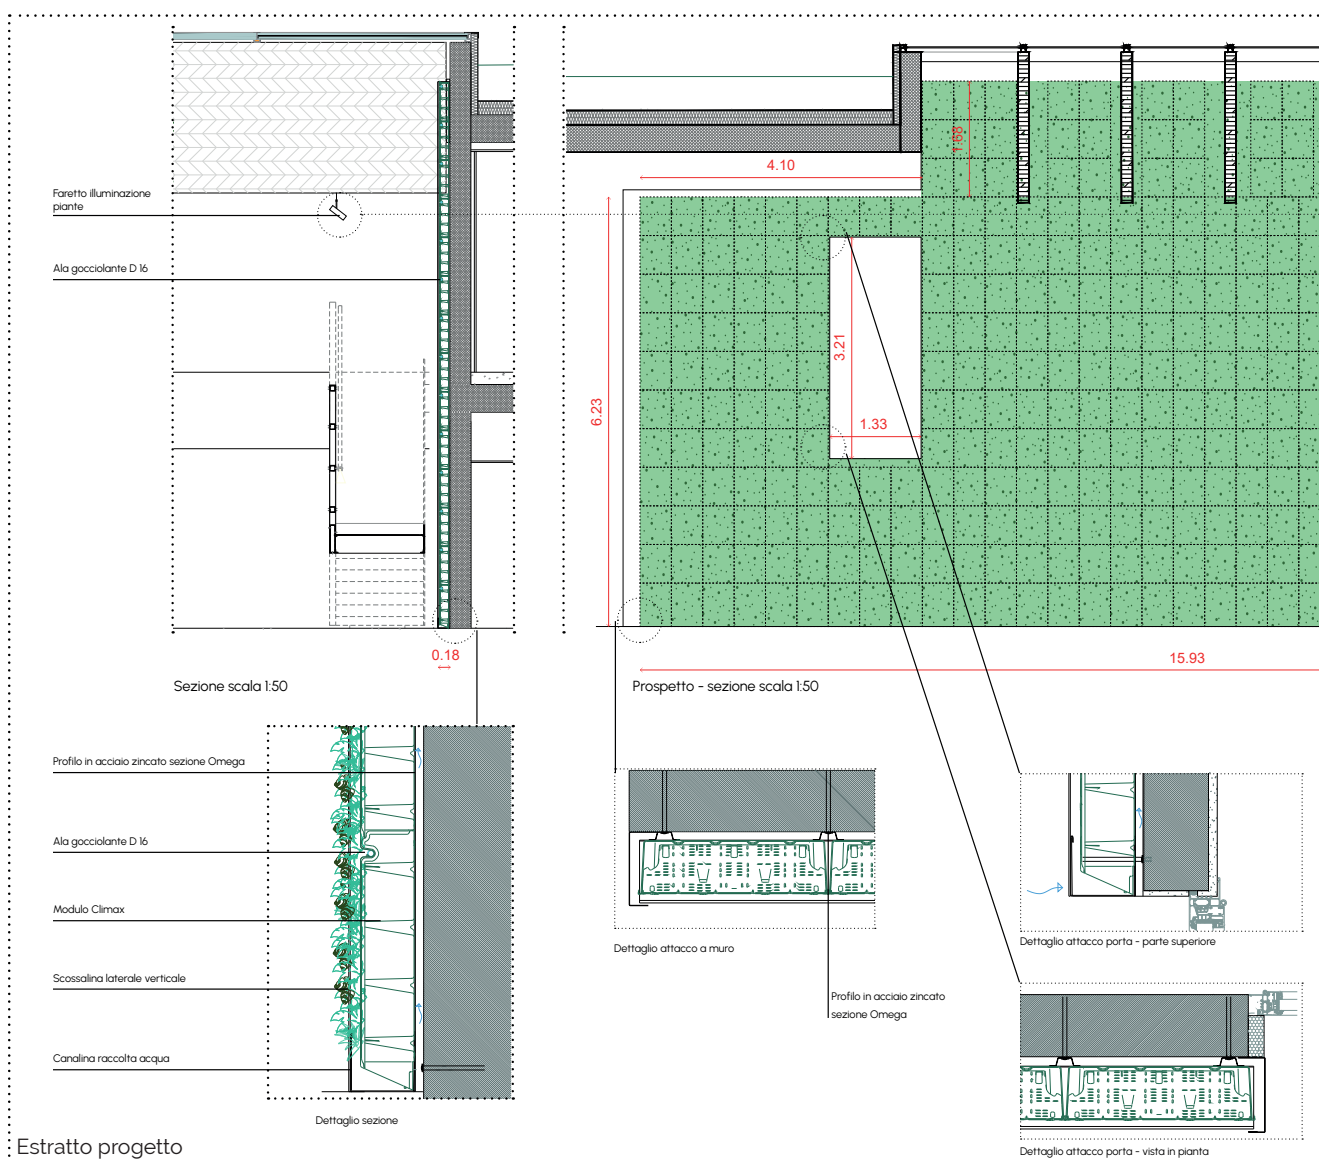 Faretto illuminazione
piante
Ala gocciolante D 16
0.18
Sezione scala 1:50
4.10
1.68
3.21
1.33
6.23
15.93
Prospetto - sezione scala 1:50
Profilo in acciaio zincato sezione Omega
Ala gocciolante D 16
Modulo Climax
Scossalina laterale verticale
Canalina raccolta acqua
Dettaglio sezione
Dettaglio attacco a muro
Profilo in acciaio zincato
sezione Omega
Dettaglio attacco porta - parte superiore
Dettaglio attacco porta - vista in pianta
Estratto progetto